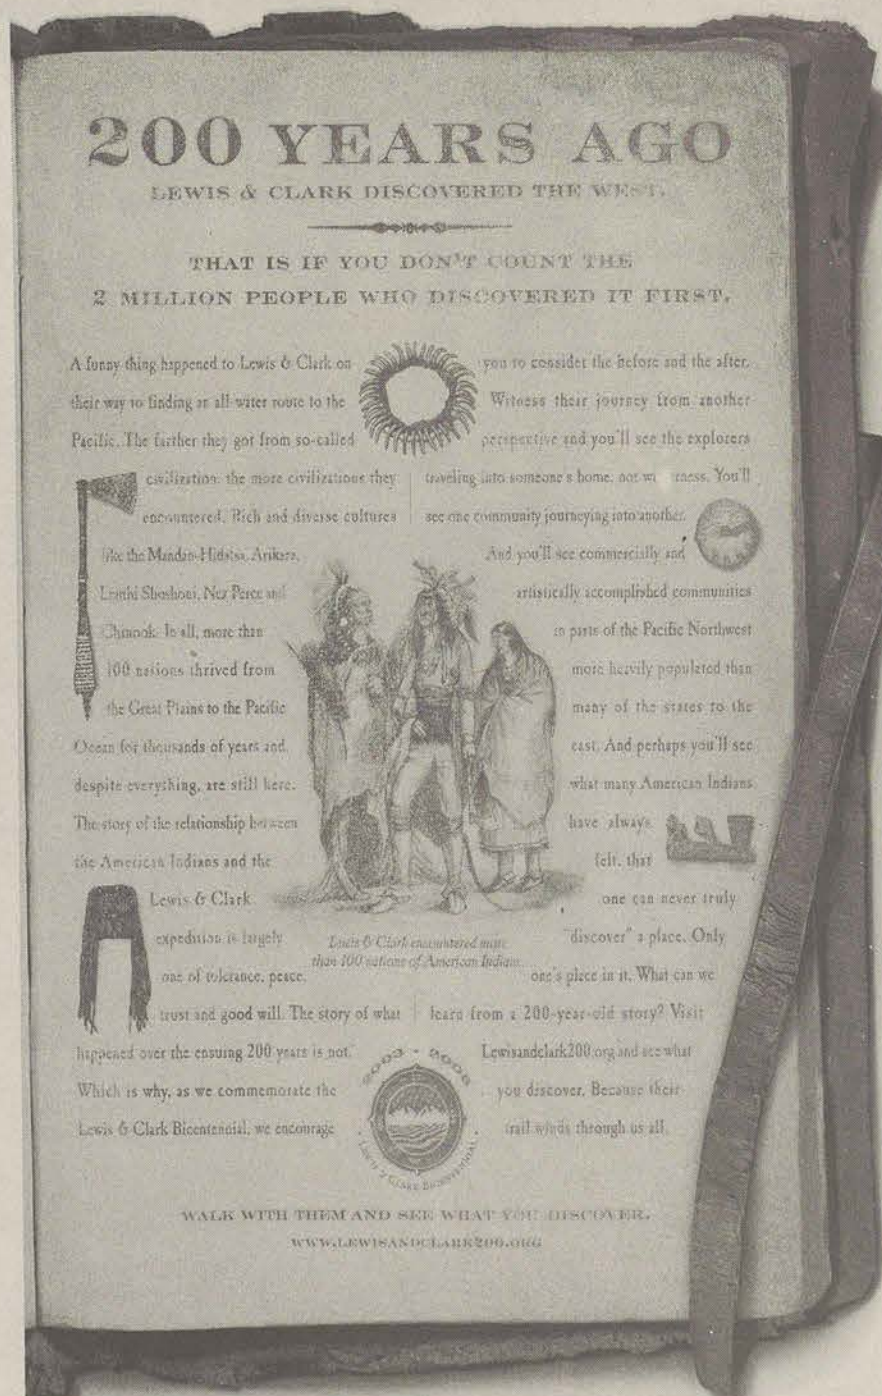 200 YEARS AGO
LEWIS & CLARK DISCOVERED THE WEST.
THAT IS IF YOU DON'T COUNT THE
2 MILLION PEOPLE WHO DISCOVERED IT FIRST.
A funny thing happened to Lewis & Clark on
their way to finding an all water route to the
Pacific. The farther they got from so-called
civilization: the more civilizations they
encountered. Rich and diverse cultures
like the Mandan-Hidatsa, Arikara,
Lemhi Shoshoni, Nez Perce and
Chinook. In all, more than
100 nations thrived from
the Great Plains to the Pacific
Ocean for thousands of years and,
despite everything, are still here.
The story of the relationship between
the American Indians and the
Lewis & Clark
expedition is largely
one of tolerance, peace,
trust and good will. The story of what
happened over the ensuing 200 years is not.
Which is why, as we commemorate the
Lewis & Clark Bicentennial, we encourage
you to consider the before and the after.
Witness their journey from another
perspective and you'll see the explorers
traveling into someone's home, not wilderness. You'll
see one community journeying into another.
And you'll see commercially and
artistically accomplished communities
in parts of the Pacific Northwest
more heavily populated than
many of the states to the
east. And perhaps you'll see
what many American Indians
have always
felt, that
one can never truly
"discover" a place. Only
one's place in it. What can we
learn from a 200-year-old story? Visit
Lewisandclark200.org and see what
you discover. Because their
trail winds through us all.
Lewis & Clark encountered more
than 100 nations of American Indians.
2003 - 2006
LEWIS & CLARK BICENTENNIAL
WALK WITH THEM AND SEE WHAT YOU DISCOVER.
WWW.LEWISANDCLARK200.ORG